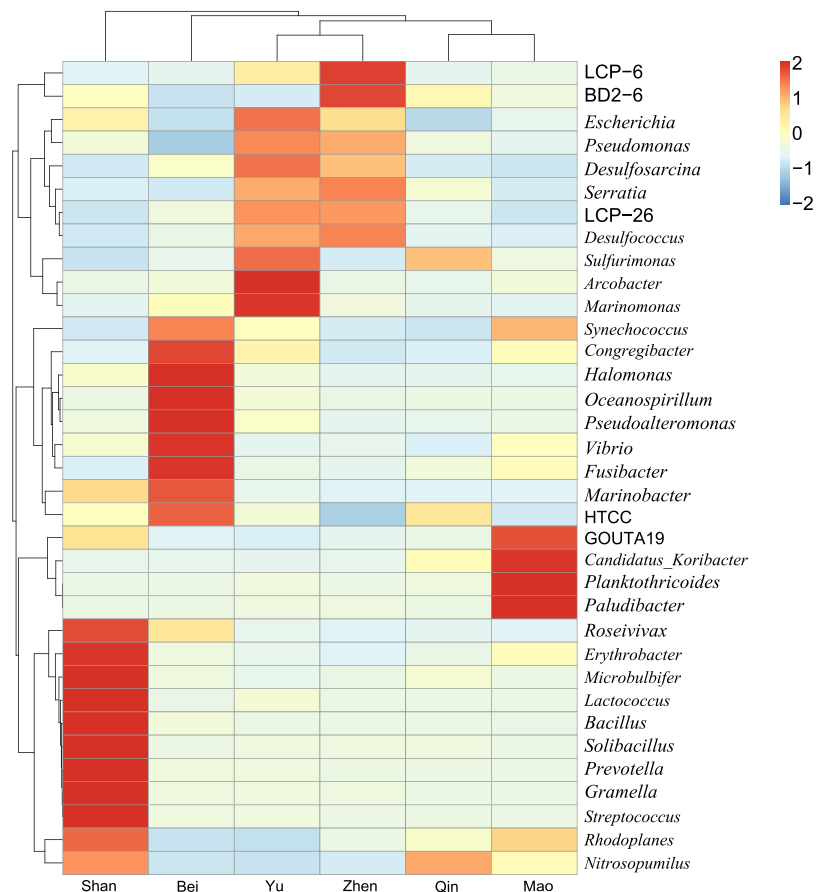 LCP−6
BD2−6
Escherichia
Pseudomonas
Desulfosarcina
Serratia
LCP−26
Desulfococcus
Sulfurimonas
Arcobacter
Marinomonas
Synechococcus
Congregibacter
Halomonas
Oceanospirillum
Pseudoalteromonas
Vibrio
Fusibacter
Marinobacter
HTCC
GOUTA19
Candidatus_Koribacter
Planktothricoides
Paludibacter
Roseivivax
Erythrobacter
Microbulbifer
Lactococcus
Bacillus
Solibacillus
Prevotella
Gramella
Streptococcus
Rhodoplanes
Nitrosopumilus
Shan Bei Yu Zhen Qin Mao
2
1
0
−1
−2